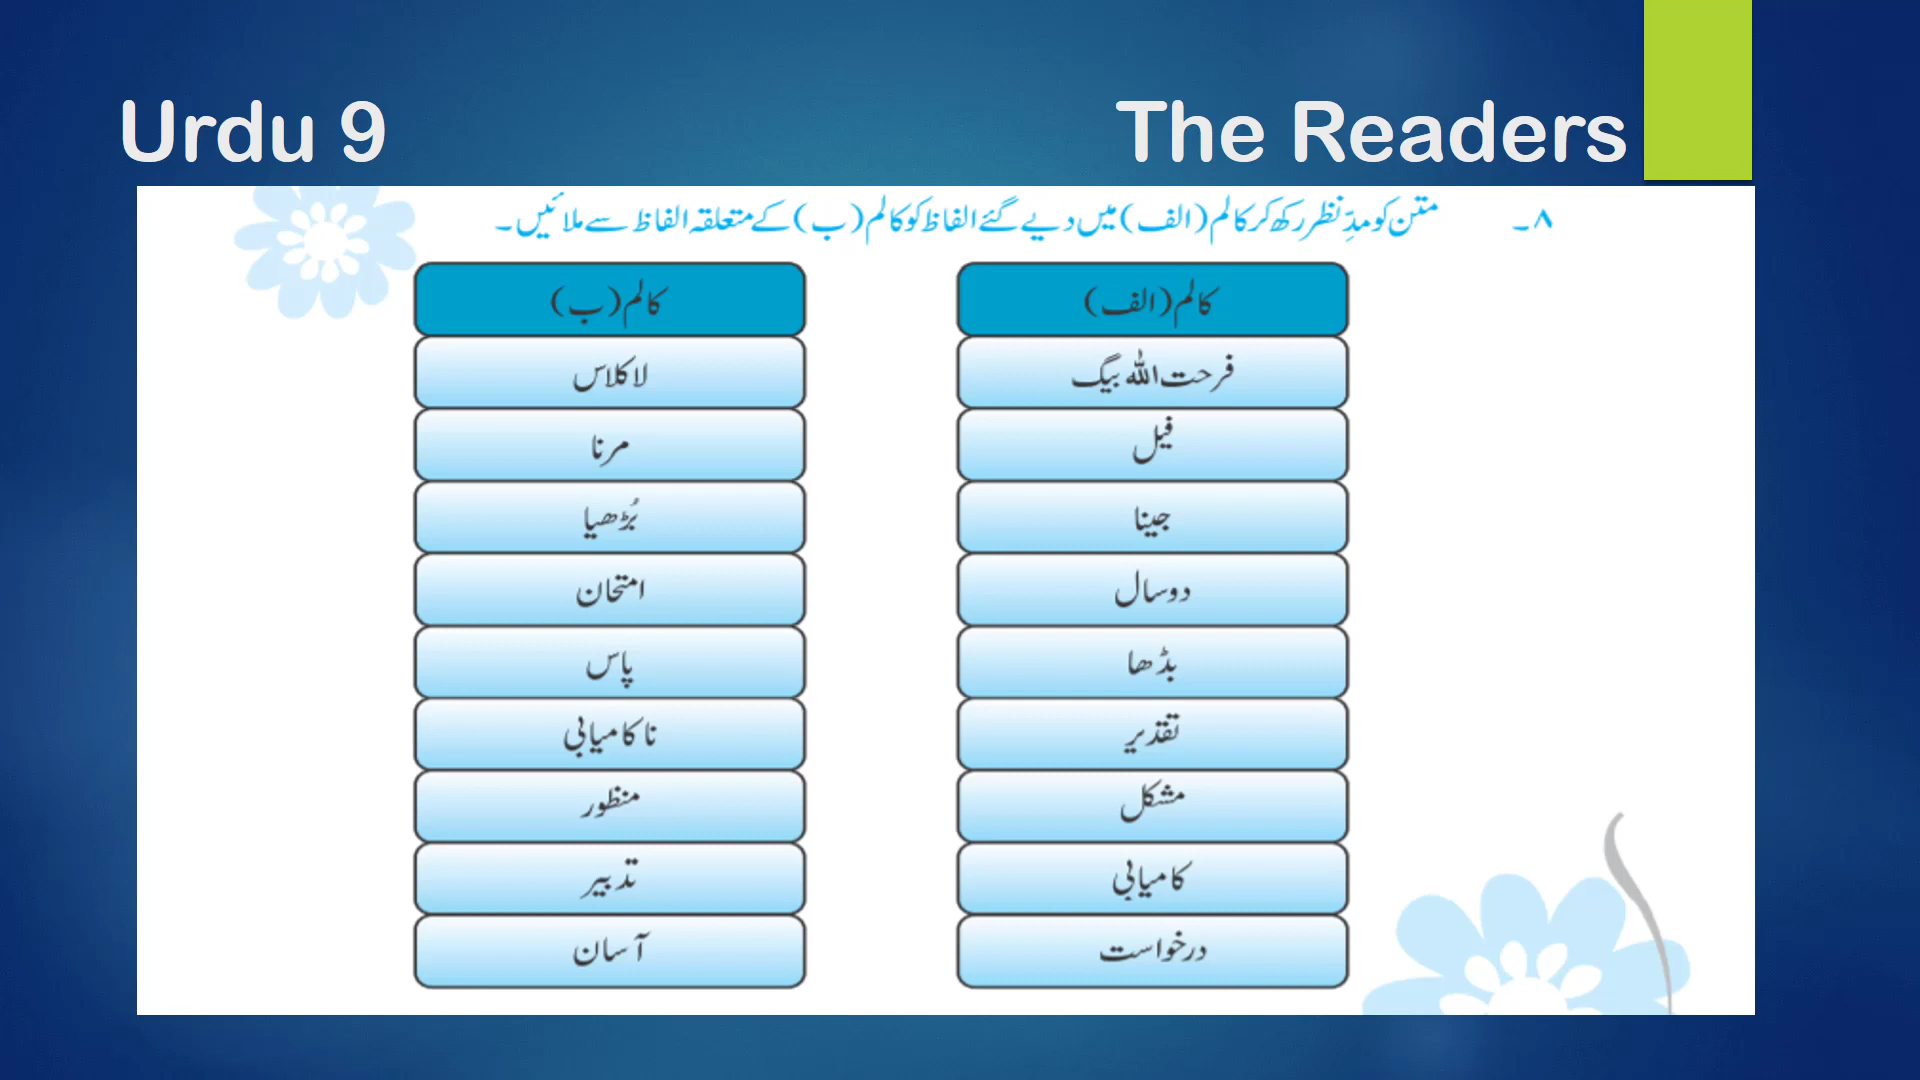 Urdu 9
The Readers
۸۔ متن کو مدِّنظر رکھ کر کالم (الف) میں دیے گئے الفاظ کو کالم (ب) کے متعلقہ الفاظ سے ملائیں۔
کالم (الف) کالم (ب)
فرحت اللہ بیگ لا کلاس
فیل مرنا
جینا بُڑھیا
دو سال امتحان
بڈھا پاس
تقدیر ناکامیابی
مشکل منظور
کامیابی تدبیر
درخواست آسان